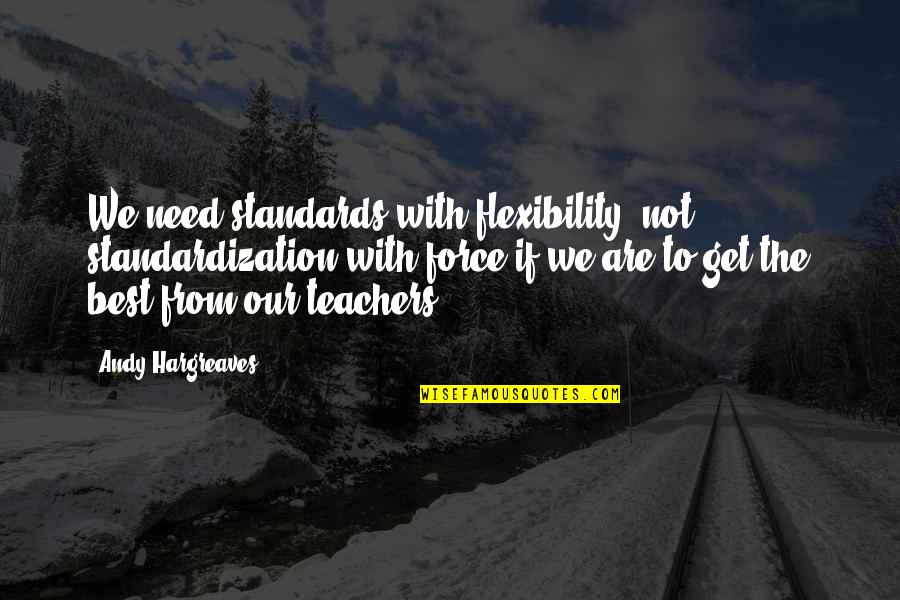 We need standards with flexibility, not
standardization with force if we are to get the
best from our teachers.
- Andy Hargreaves
WISEFAMOUSQUOTES.COM